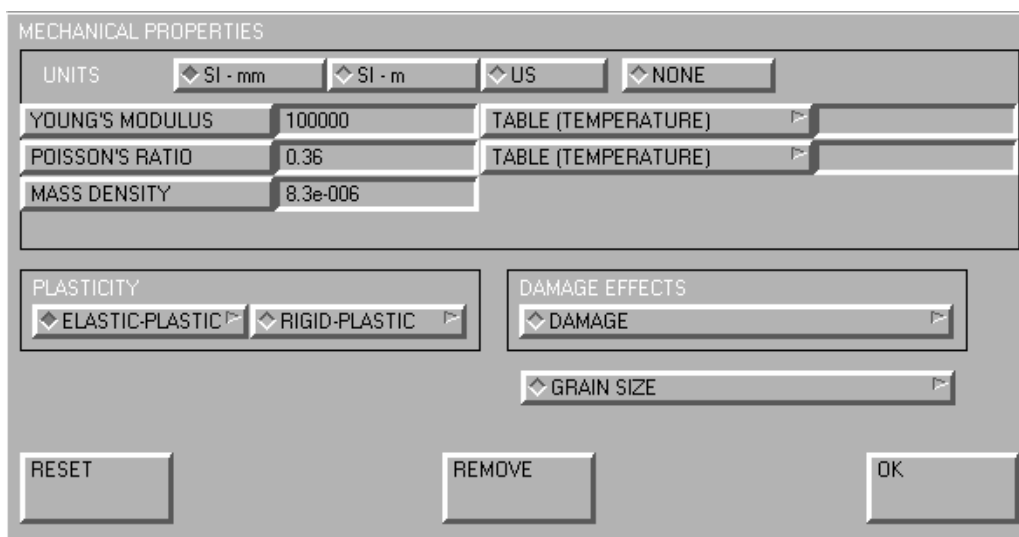 MECHANICAL PROPERTIES
UNITS SI - mm SI - m US NONE
YOUNG'S MODULUS 100000 TABLE (TEMPERATURE)
POISSON'S RATIO 0.36 TABLE (TEMPERATURE)
MASS DENSITY 8.3e-006
PLASTICITY DAMAGE EFFECTS
ELASTIC-PLASTIC RIGID-PLASTIC DAMAGE
GRAIN SIZE
RESET REMOVE OK